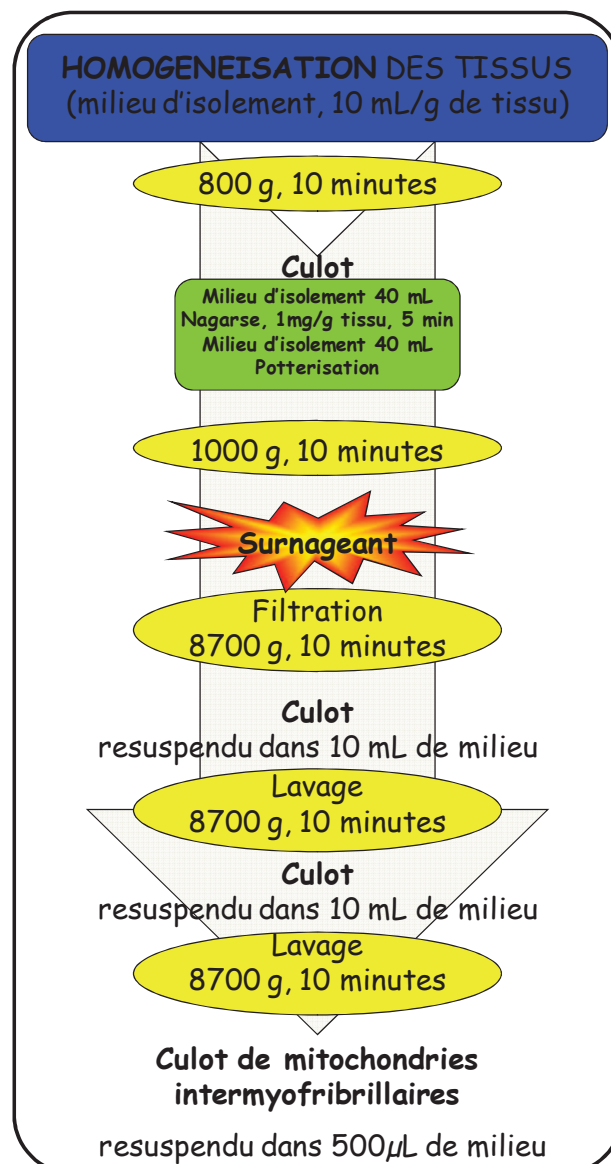 HOMOGENEISATION DES TISSUS
(milieu d'isolement, 10 mL/g de tissu)
800 g, 10 minutes
Culot
Milieu d'isolement 40 mL
Nagarse, 1mg/g tissu, 5 min
Milieu d'isolement 40 mL
Potterisation
1000 g, 10 minutes
Surnageant
Filtration
8700 g, 10 minutes
Culot
resuspendu dans 10 mL de milieu
Lavage
8700 g, 10 minutes
Culot
resuspendu dans 10 mL de milieu
Lavage
8700 g, 10 minutes
Culot de mitochondries
intermyofribrillaires
resuspendu dans 500µL de milieu